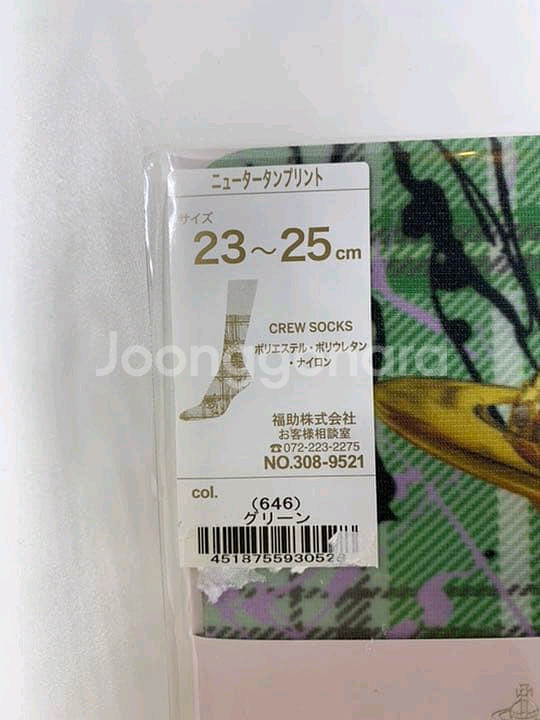 ニュータータンプリント
サイズ
23~25cm
CREW SOCKS
ポリエステル・ポリウレタン
・ナイロン
Joonggonara
福助株式会社
お客様相談室
☎072-223-2275
NO.308-9521
col.
(646)
グリーン